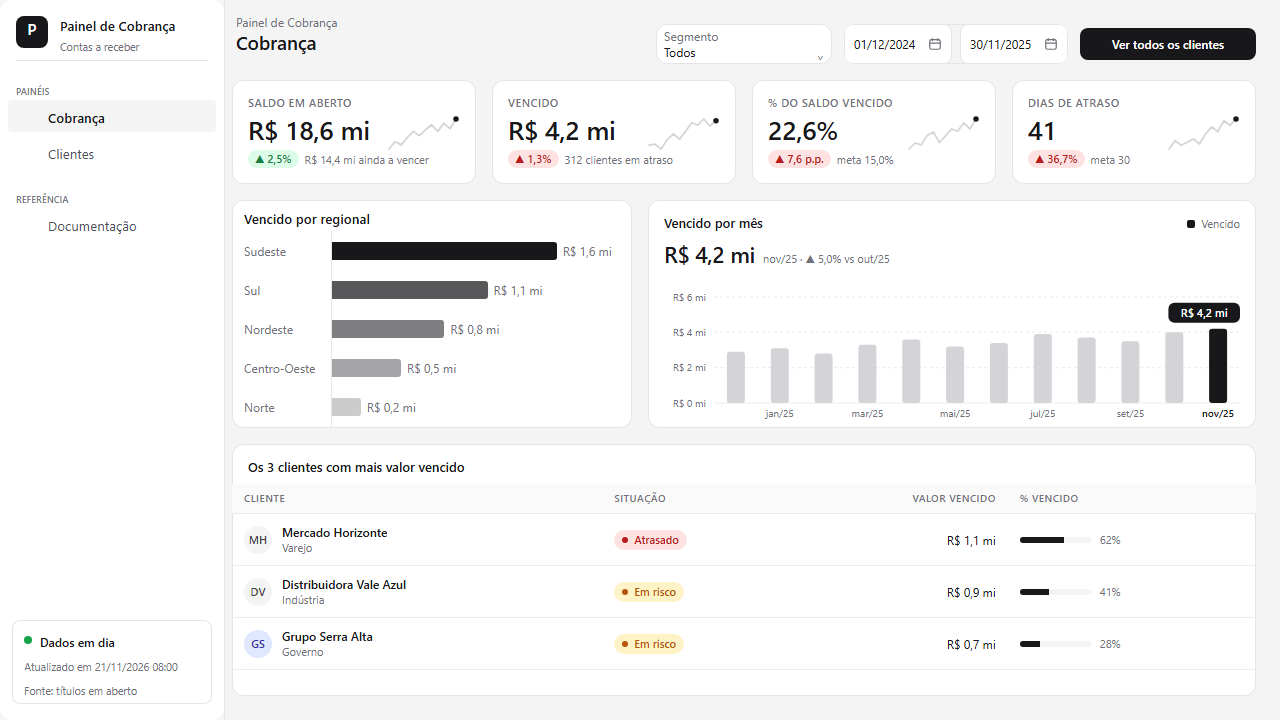 P
Painel de Cobrança
Contas a receber
PAINÉIS
Cobrança
Clientes
REFERÊNCIA
Documentação
Dados em dia
Atualizado em 21/11/2026 08:00
Fonte: títulos em aberto
Painel de Cobrança
Cobrança
Segmento
Todos
01/12/2024
30/11/2025
Ver todos os clientes
SALDO EM ABERTO
R$ 18,6 mi
▲ 2,5% R$ 14,4 mi ainda a vencer
VENCIDO
R$ 4,2 mi
▲ 1,3% 312 clientes em atraso
% DO SALDO VENCIDO
22,6%
▲ 7,6 p.p. meta 15,0%
DIAS DE ATRASO
41
▲ 36,7% meta 30
Vencido por regional
Sudeste R$ 1,6 mi
Sul R$ 1,1 mi
Nordeste R$ 0,8 mi
Centro-Oeste R$ 0,5 mi
Norte R$ 0,2 mi
Vencido por mês
Vencido
R$ 4,2 mi nov/25 · ▲ 5,0% vs out/25
R$ 6 mi
R$ 4,2 mi
R$ 4 mi
R$ 2 mi
R$ 0 mi
jan/25 mar/25 mai/25 jul/25 set/25 nov/25
Os 3 clientes com mais valor vencido
CLIENTE SITUAÇÃO VALOR VENCIDO % VENCIDO
MH Mercado Horizonte Atrasado R$ 1,1 mi 62%
Varejo
DV Distribuidora Vale Azul Em risco R$ 0,9 mi 41%
Indústria
GS Grupo Serra Alta Em risco R$ 0,7 mi 28%
Governo